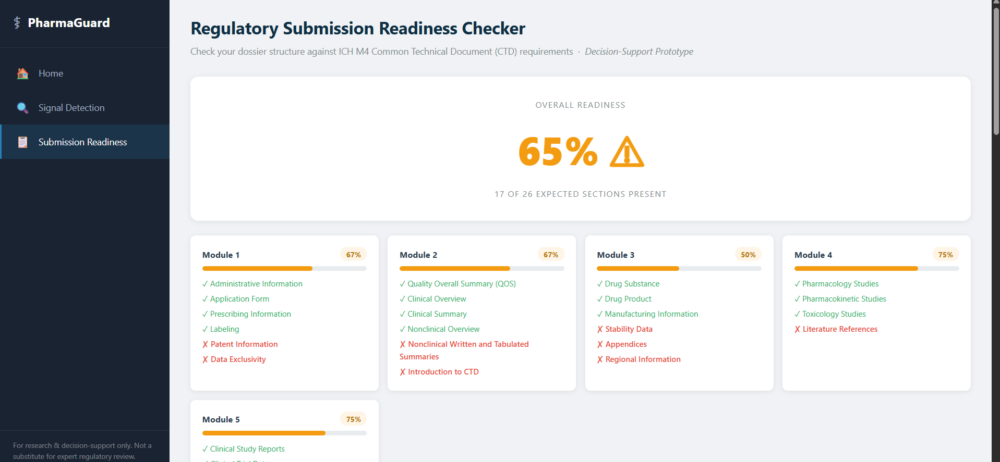 PharmaGuard
Home
Signal Detection
Submission Readiness
For research & decision-support only. Not a
substitute for expert regulatory review.
Regulatory Submission Readiness Checker
Check your dossier structure against ICH M4 Common Technical Document (CTD) requirements · Decision-Support Prototype
OVERALL READINESS
65% ⚠
17 OF 26 EXPECTED SECTIONS PRESENT
Module 1 67%
✓ Administrative Information
✓ Application Form
✓ Prescribing Information
✓ Labeling
✗ Patent Information
✗ Data Exclusivity
Module 2 67%
✓ Quality Overall Summary (QOS)
✓ Clinical Overview
✓ Clinical Summary
✓ Nonclinical Overview
✗ Nonclinical Written and Tabulated
Summaries
✗ Introduction to CTD
Module 3 50%
✓ Drug Substance
✓ Drug Product
✓ Manufacturing Information
✗ Stability Data
✗ Appendices
✗ Regional Information
Module 4 75%
✓ Pharmacology Studies
✓ Pharmacokinetic Studies
✓ Toxicology Studies
✗ Literature References
Module 5 75%
✓ Clinical Study Reports